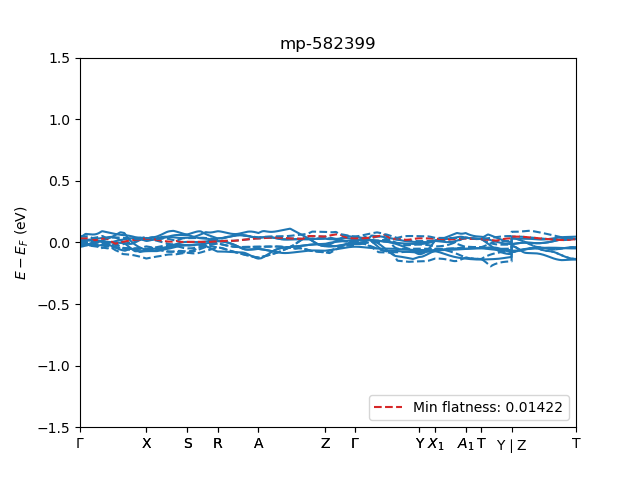 mp-582399
1.5
1.0
0.5
0.0
−0.5
−1.0
−1.5
E − E_F (eV)
Min flatness: 0.01422
Γ X S R A Z Γ Y X₁ A₁ T Y | Z T